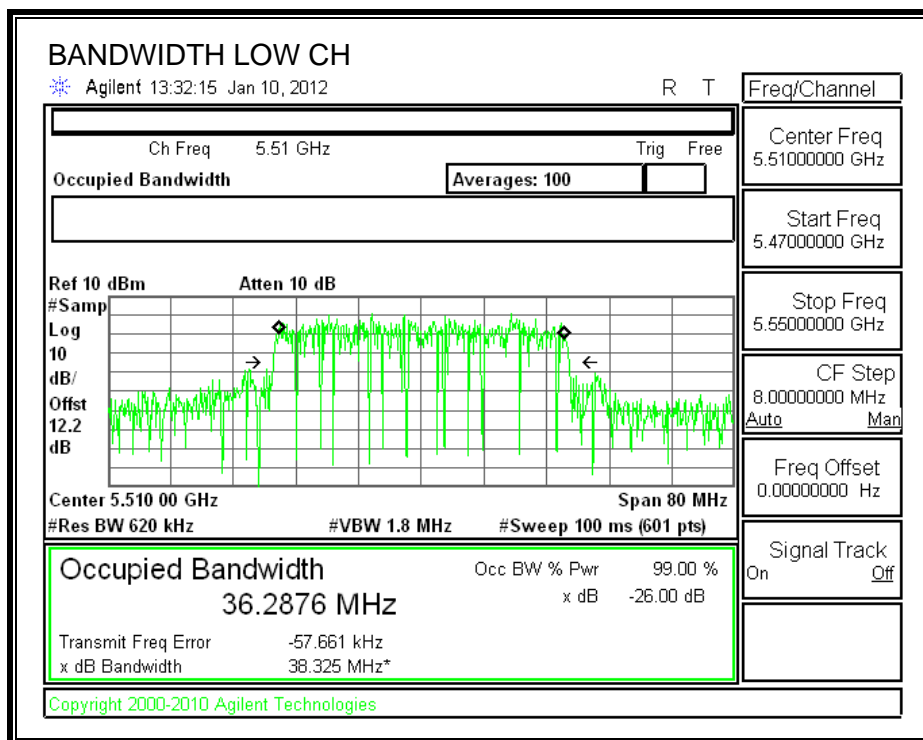 BANDWIDTH LOW CH
Agilent 13:32:15 Jan 10, 2012 R T
Ch Freq 5.51 GHz Trig Free
Occupied Bandwidth Averages: 100
Ref 10 dBm Atten 10 dB
#Samp
Log
10
dB/
Offst
12.2
dB
Center 5.510 00 GHz Span 80 MHz
#Res BW 620 kHz #VBW 1.8 MHz #Sweep 100 ms (601 pts)
Occupied Bandwidth Occ BW % Pwr 99.00 %
36.2876 MHz x dB -26.00 dB
Transmit Freq Error -57.661 kHz
x dB Bandwidth 38.325 MHz*
Copyright 2000-2010 Agilent Technologies
Freq/Channel
Center Freq
5.51000000 GHz
Start Freq
5.47000000 GHz
Stop Freq
5.55000000 GHz
CF Step
8.00000000 MHz
Auto Man
Freq Offset
0.00000000 Hz
Signal Track
On Off